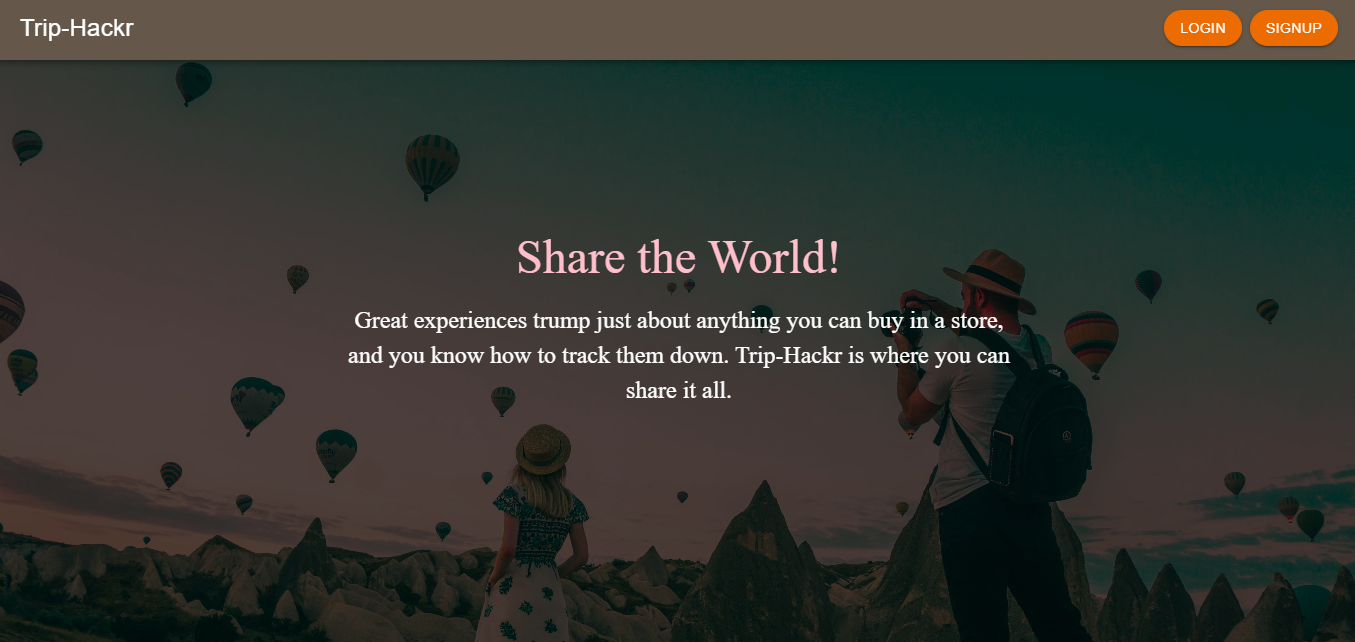 Trip-Hackr
LOGIN
SIGNUP
Share the World!
Great experiences trump just about anything you can buy in a store,
and you know how to track them down. Trip-Hackr is where you can
share it all.